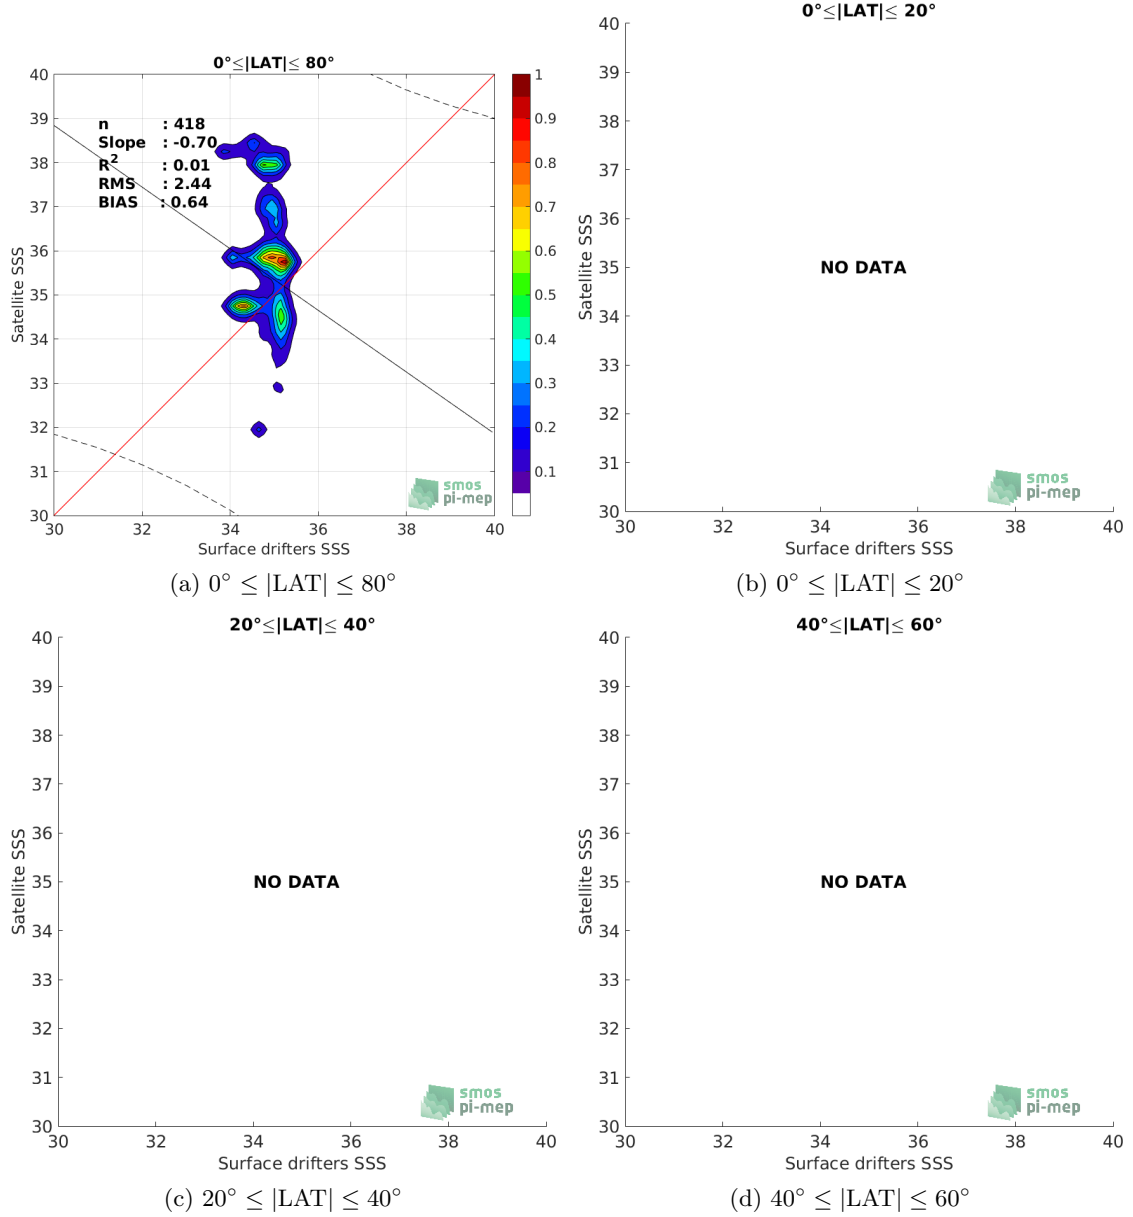 0°≤|LAT|≤ 80°
40
39
38
37
36
35
34
33
32
31
30
Satellite SSS
n : 418
Slope : -0.70
R2 : 0.01
RMS : 2.44
BIAS : 0.64
1
0.9
0.8
0.7
0.6
0.5
0.4
0.3
0.2
0.1
smos
pi-mep
30 32 34 36 38 40
Surface drifters SSS
(a) 0° ≤ |LAT| ≤ 80°
0°≤|LAT|≤ 20°
40
39
38
37
36
35
34
33
32
31
30
Satellite SSS
NO DATA
smos
pi-mep
30 32 34 36 38 40
Surface drifters SSS
(b) 0° ≤ |LAT| ≤ 20°
20°≤|LAT|≤ 40°
40
39
38
37
36
35
34
33
32
31
30
Satellite SSS
NO DATA
smos
pi-mep
30 32 34 36 38 40
Surface drifters SSS
(c) 20° ≤ |LAT| ≤ 40°
40°≤|LAT|≤ 60°
40
39
38
37
36
35
34
33
32
31
30
Satellite SSS
NO DATA
smos
pi-mep
30 32 34 36 38 40
Surface drifters SSS
(d) 40° ≤ |LAT| ≤ 60°